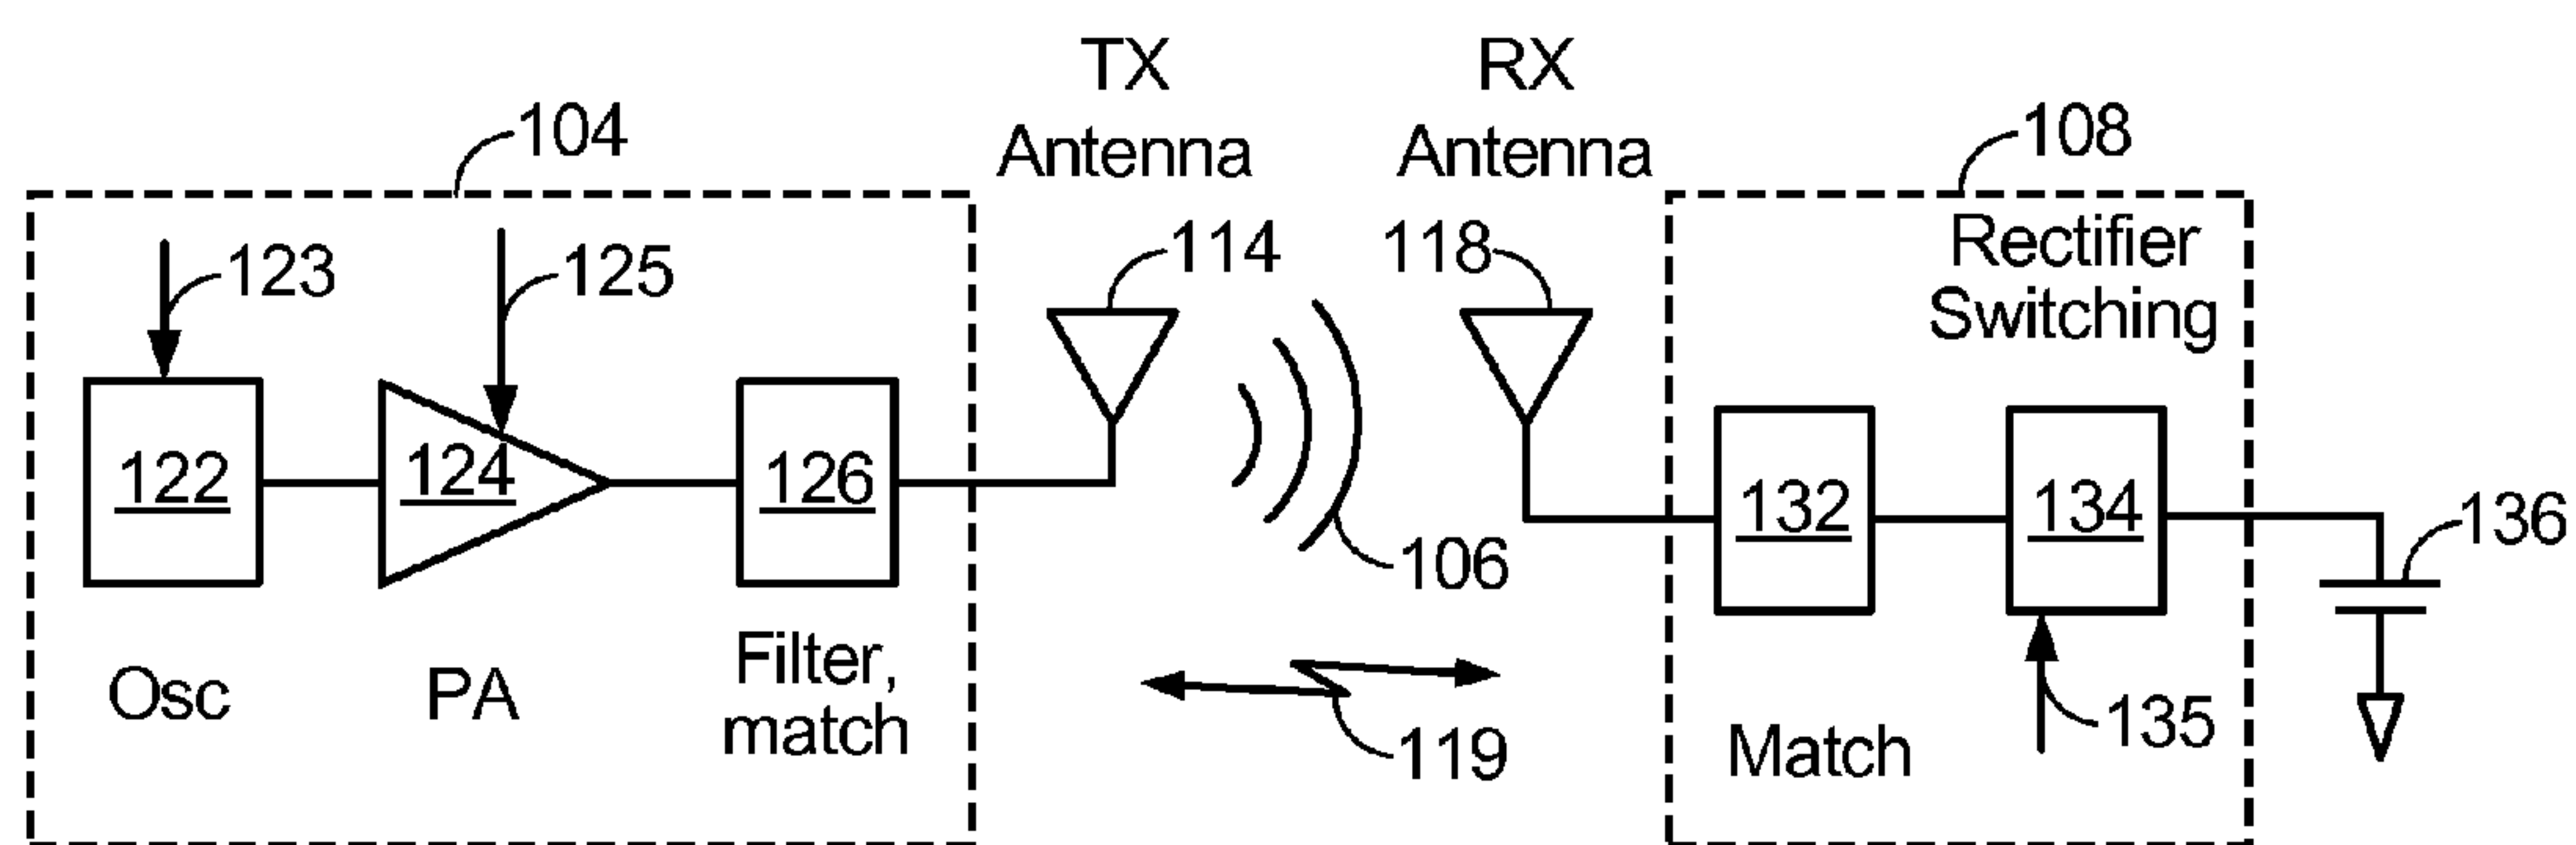 TX
Antenna
RX
Antenna
104
108
123
125
114
118
Rectifier
Switching
122
124
126
106
132
134
136
Osc
PA
Filter,
match
119
Match
135